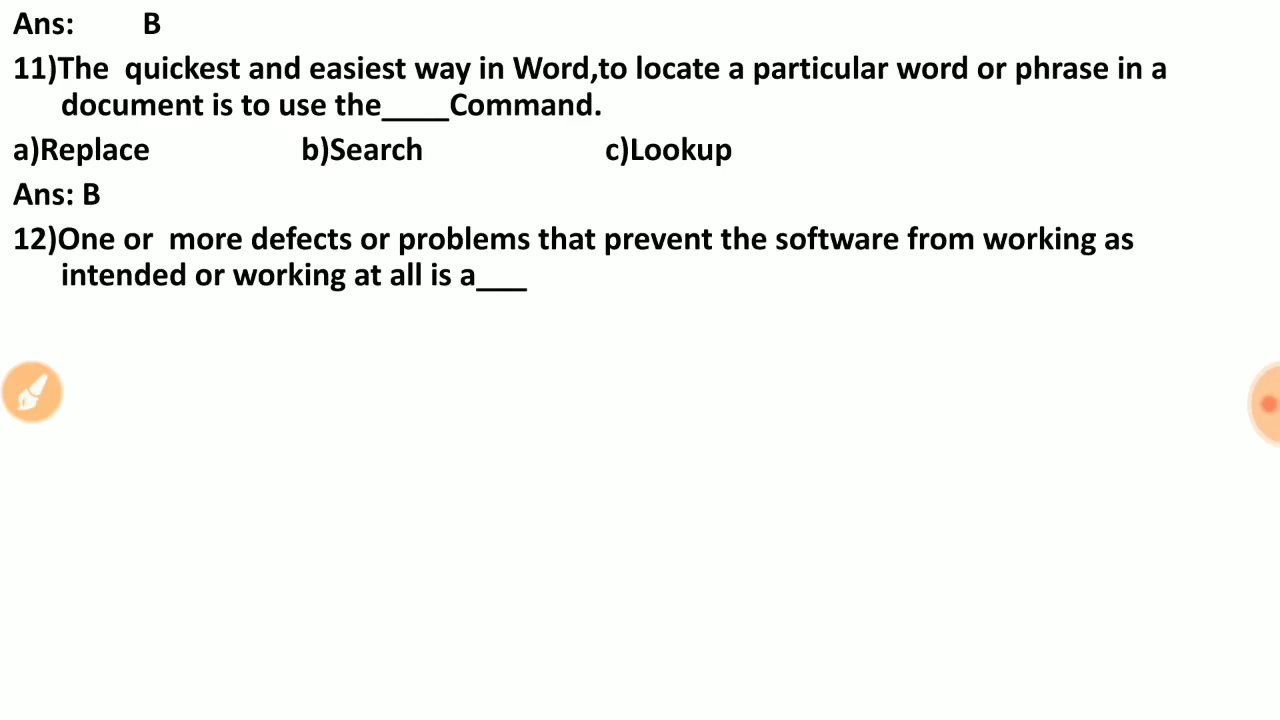 Ans: B
11)The quickest and easiest way in Word,to locate a particular word or phrase in a
document is to use the____Command.
a)Replace b)Search c)Lookup
Ans: B
12)One or more defects or problems that prevent the software from working as
intended or working at all is a___